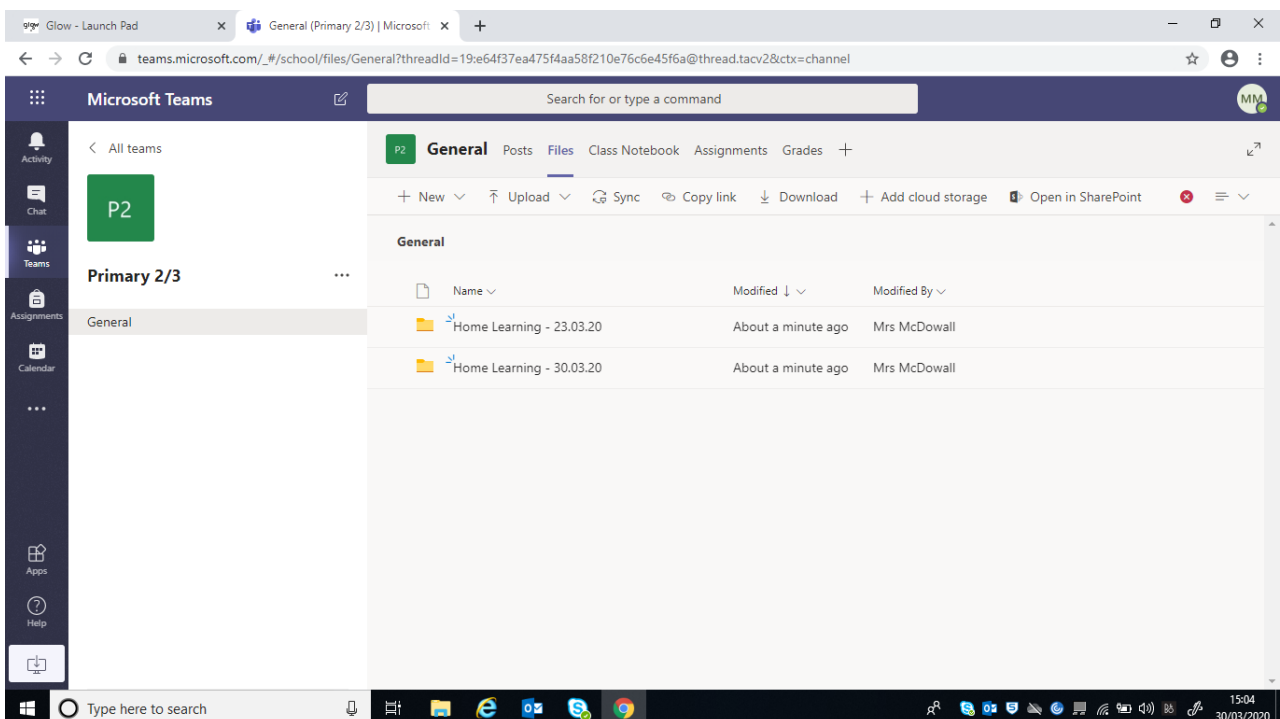 glow Glow - Launch Pad General (Primary 2/3) | Microsoft
teams.microsoft.com/_#/school/files/General?threadId=19:e64f37ea475f4aa58f210e76c6e45f6a@thread.tacv2&ctx=channel
Microsoft Teams Search for or type a command MM
Activity
Chat
Teams
Assignments
Calendar
Apps
Help
All teams
P2
Primary 2/3
General
P2 General Posts Files Class Notebook Assignments Grades
New Upload Sync Copy link Download Add cloud storage Open in SharePoint
General
Name Modified Modified By
Home Learning - 23.03.20 About a minute ago Mrs McDowall
Home Learning - 30.03.20 About a minute ago Mrs McDowall
Type here to search
15:04
30/03/2020